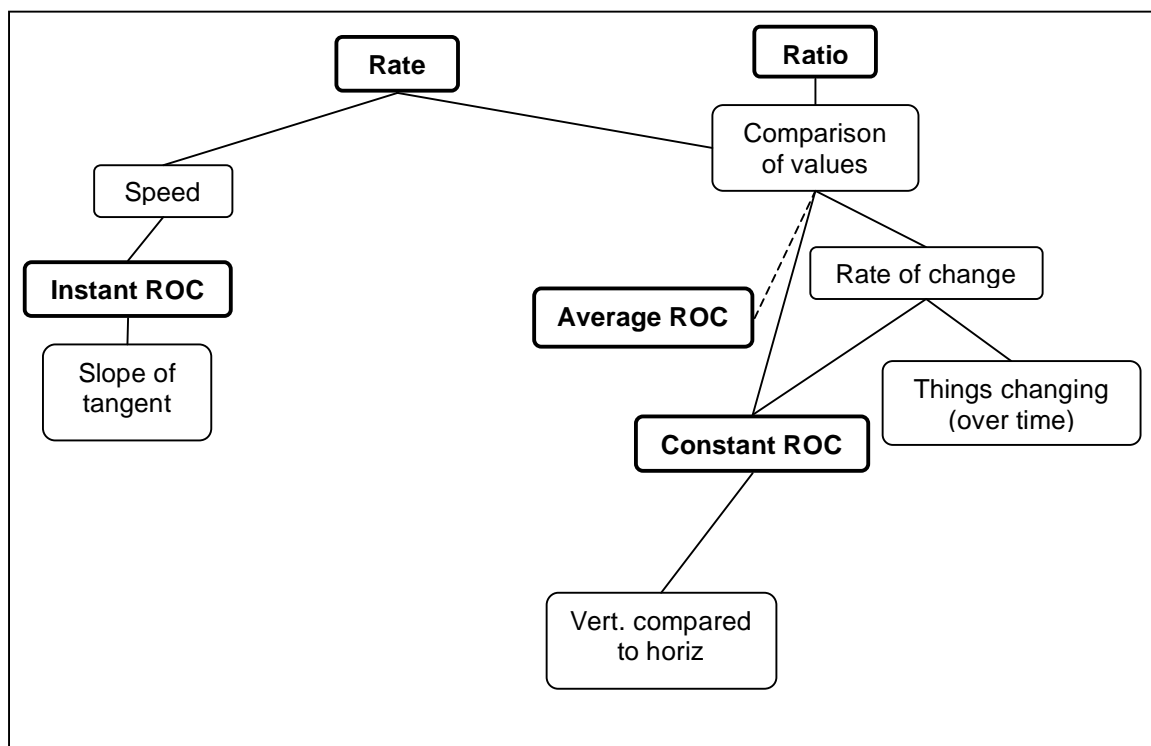 Rate
Ratio
Comparison
of values
Speed
Rate of change
Instant ROC
Average ROC
Slope of
tangent
Things changing
(over time)
Constant ROC
Vert. compared
to horiz